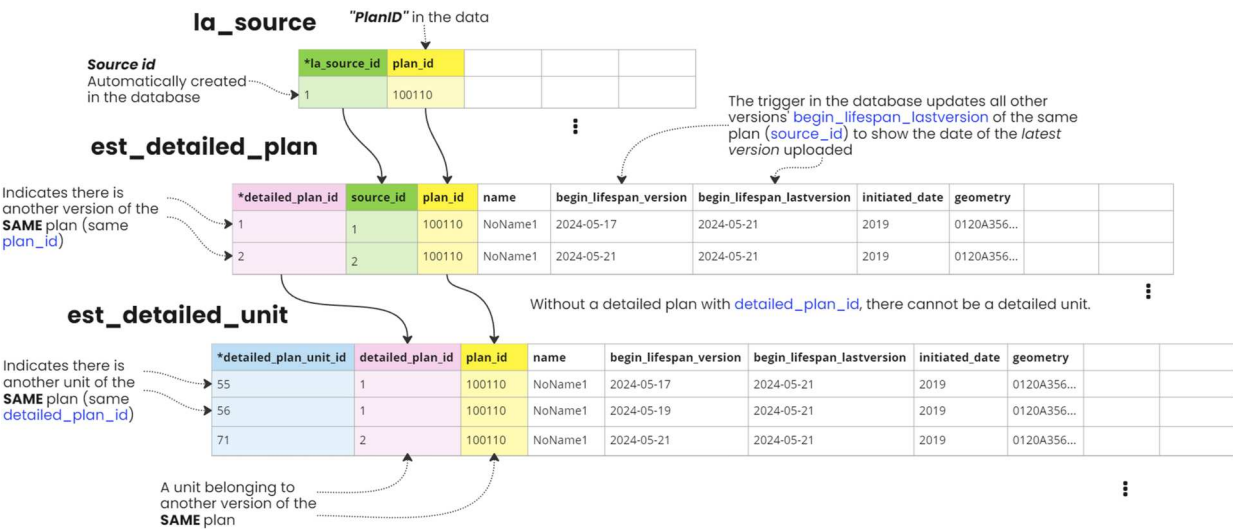 la_source
"PlanID" in the data
Source id
Automatically created
in the database
*la_source_id plan_id
1 100110
The trigger in the database updates all other
versions' begin_lifespan_lastversion of the same
plan (source_id) to show the date of the latest
version uploaded
est_detailed_plan
Indicates there is
another version of the
SAME plan (same
plan_id)
*detailed_plan_id source_id plan_id name begin_lifespan_version begin_lifespan_lastversion initiated_date geometry
1 1 100110 NoName1 2024-05-17 2024-05-21 2019 0120A356...
2 2 100110 NoName1 2024-05-21 2024-05-21 2019 0120A356...
Without a detailed plan with detailed_plan_id, there cannot be a detailed unit.
est_detailed_unit
Indicates there is
another unit of the
SAME plan (same
detailed_plan_id)
*detailed_plan_unit_id detailed_plan_id plan_id name begin_lifespan_version begin_lifespan_lastversion initiated_date geometry
55 1 100110 NoName1 2024-05-17 2024-05-21 2019 0120A356...
56 1 100110 NoName1 2024-05-19 2024-05-21 2019 0120A356...
71 2 100110 NoName1 2024-05-21 2024-05-21 2019 0120A356...
A unit belonging to
another version of the
SAME plan